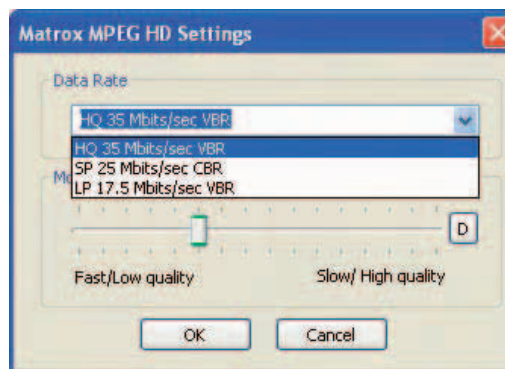 Matrox MPEG HD Settings
Data Rate
HQ 35 Mbits/sec VBR
HQ 35 Mbits/sec VBR
SP 25 Mbits/sec CBR
LP 17.5 Mbits/sec VBR
D
Fast/Low quality
Slow/ High quality
OK
Cancel